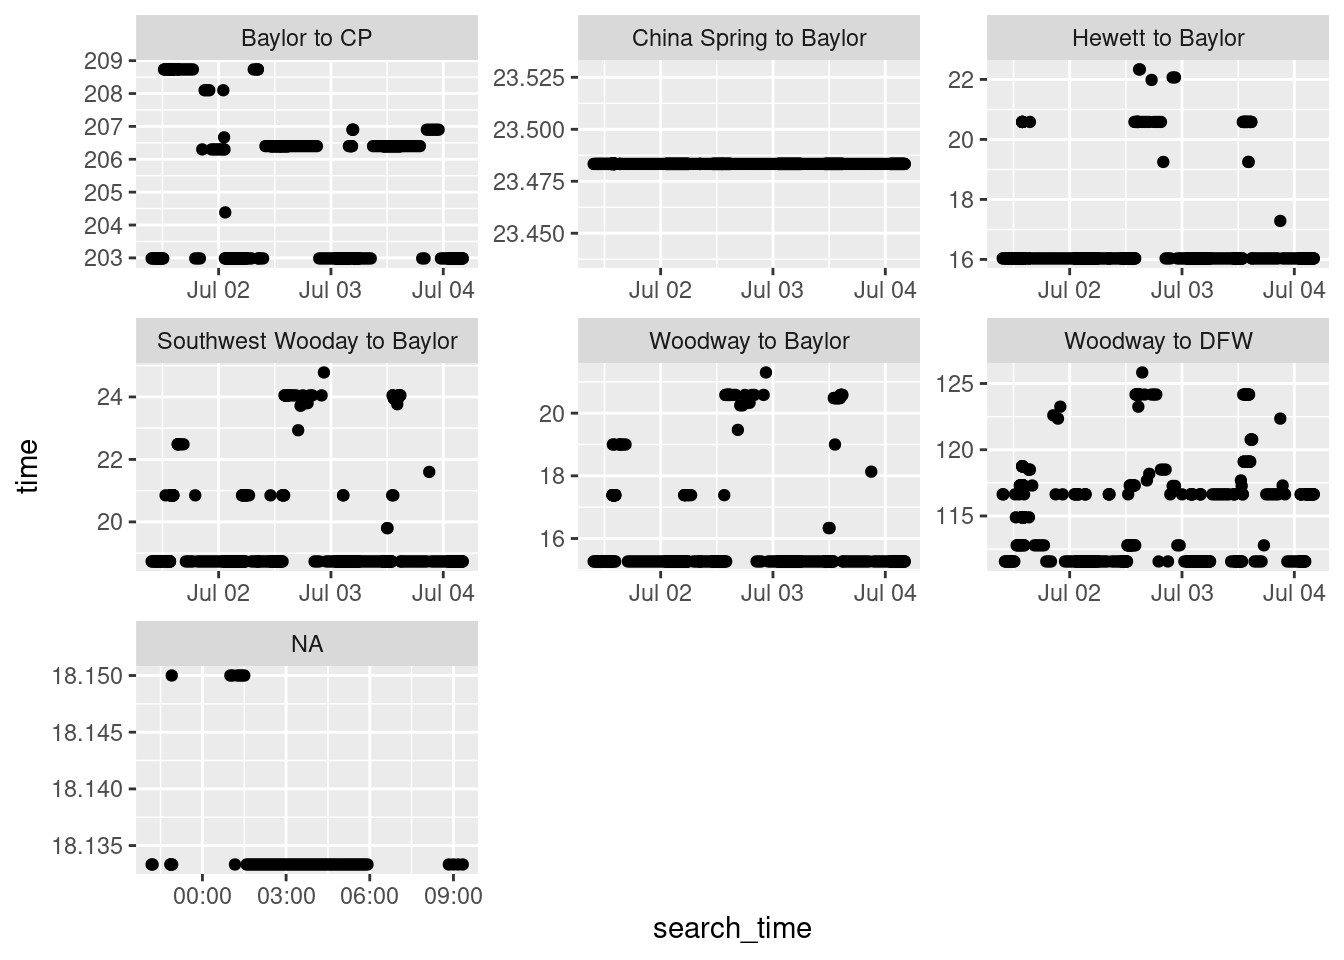 Baylor to CP
China Spring to Baylor
Hewett to Baylor
209
208
207
206
205
204
203
23.525
23.500
23.475
23.450
22
20
18
16
Jul 02 Jul 03 Jul 04
Jul 02 Jul 03 Jul 04
Jul 02 Jul 03 Jul 04
Southwest Wooday to Baylor
Woodway to Baylor
Woodway to DFW
24
22
20
20
18
16
125
120
115
Jul 02 Jul 03 Jul 04
Jul 02 Jul 03 Jul 04
Jul 02 Jul 03 Jul 04
time
NA
18.150
18.145
18.140
18.135
00:00 03:00 06:00 09:00
search_time